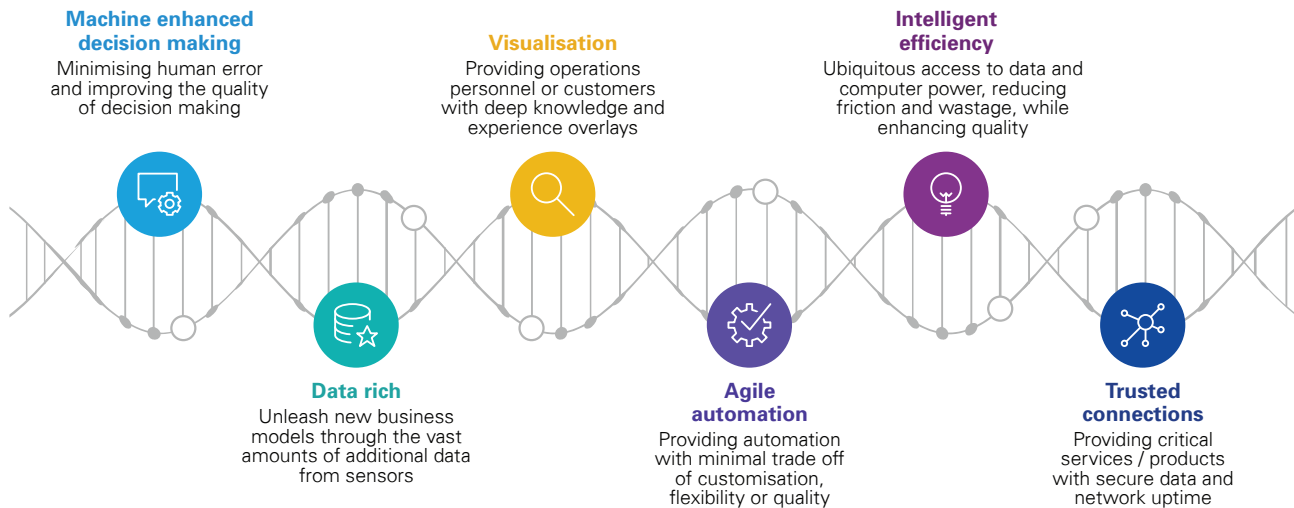 Machine enhanced
decision making
Minimising human error
and improving the quality
of decision making
Visualisation
Providing operations
personnel or customers
with deep knowledge and
experience overlays
Intelligent
efficiency
Ubiquitous access to data and
computer power, reducing
friction and wastage, while
enhancing quality
Data rich
Unleash new business
models through the vast
amounts of additional data
from sensors
Agile
automation
Providing automation
with minimal trade off
of customisation,
flexibility or quality
Trusted
connections
Providing critical
services / products
with secure data and
network uptime